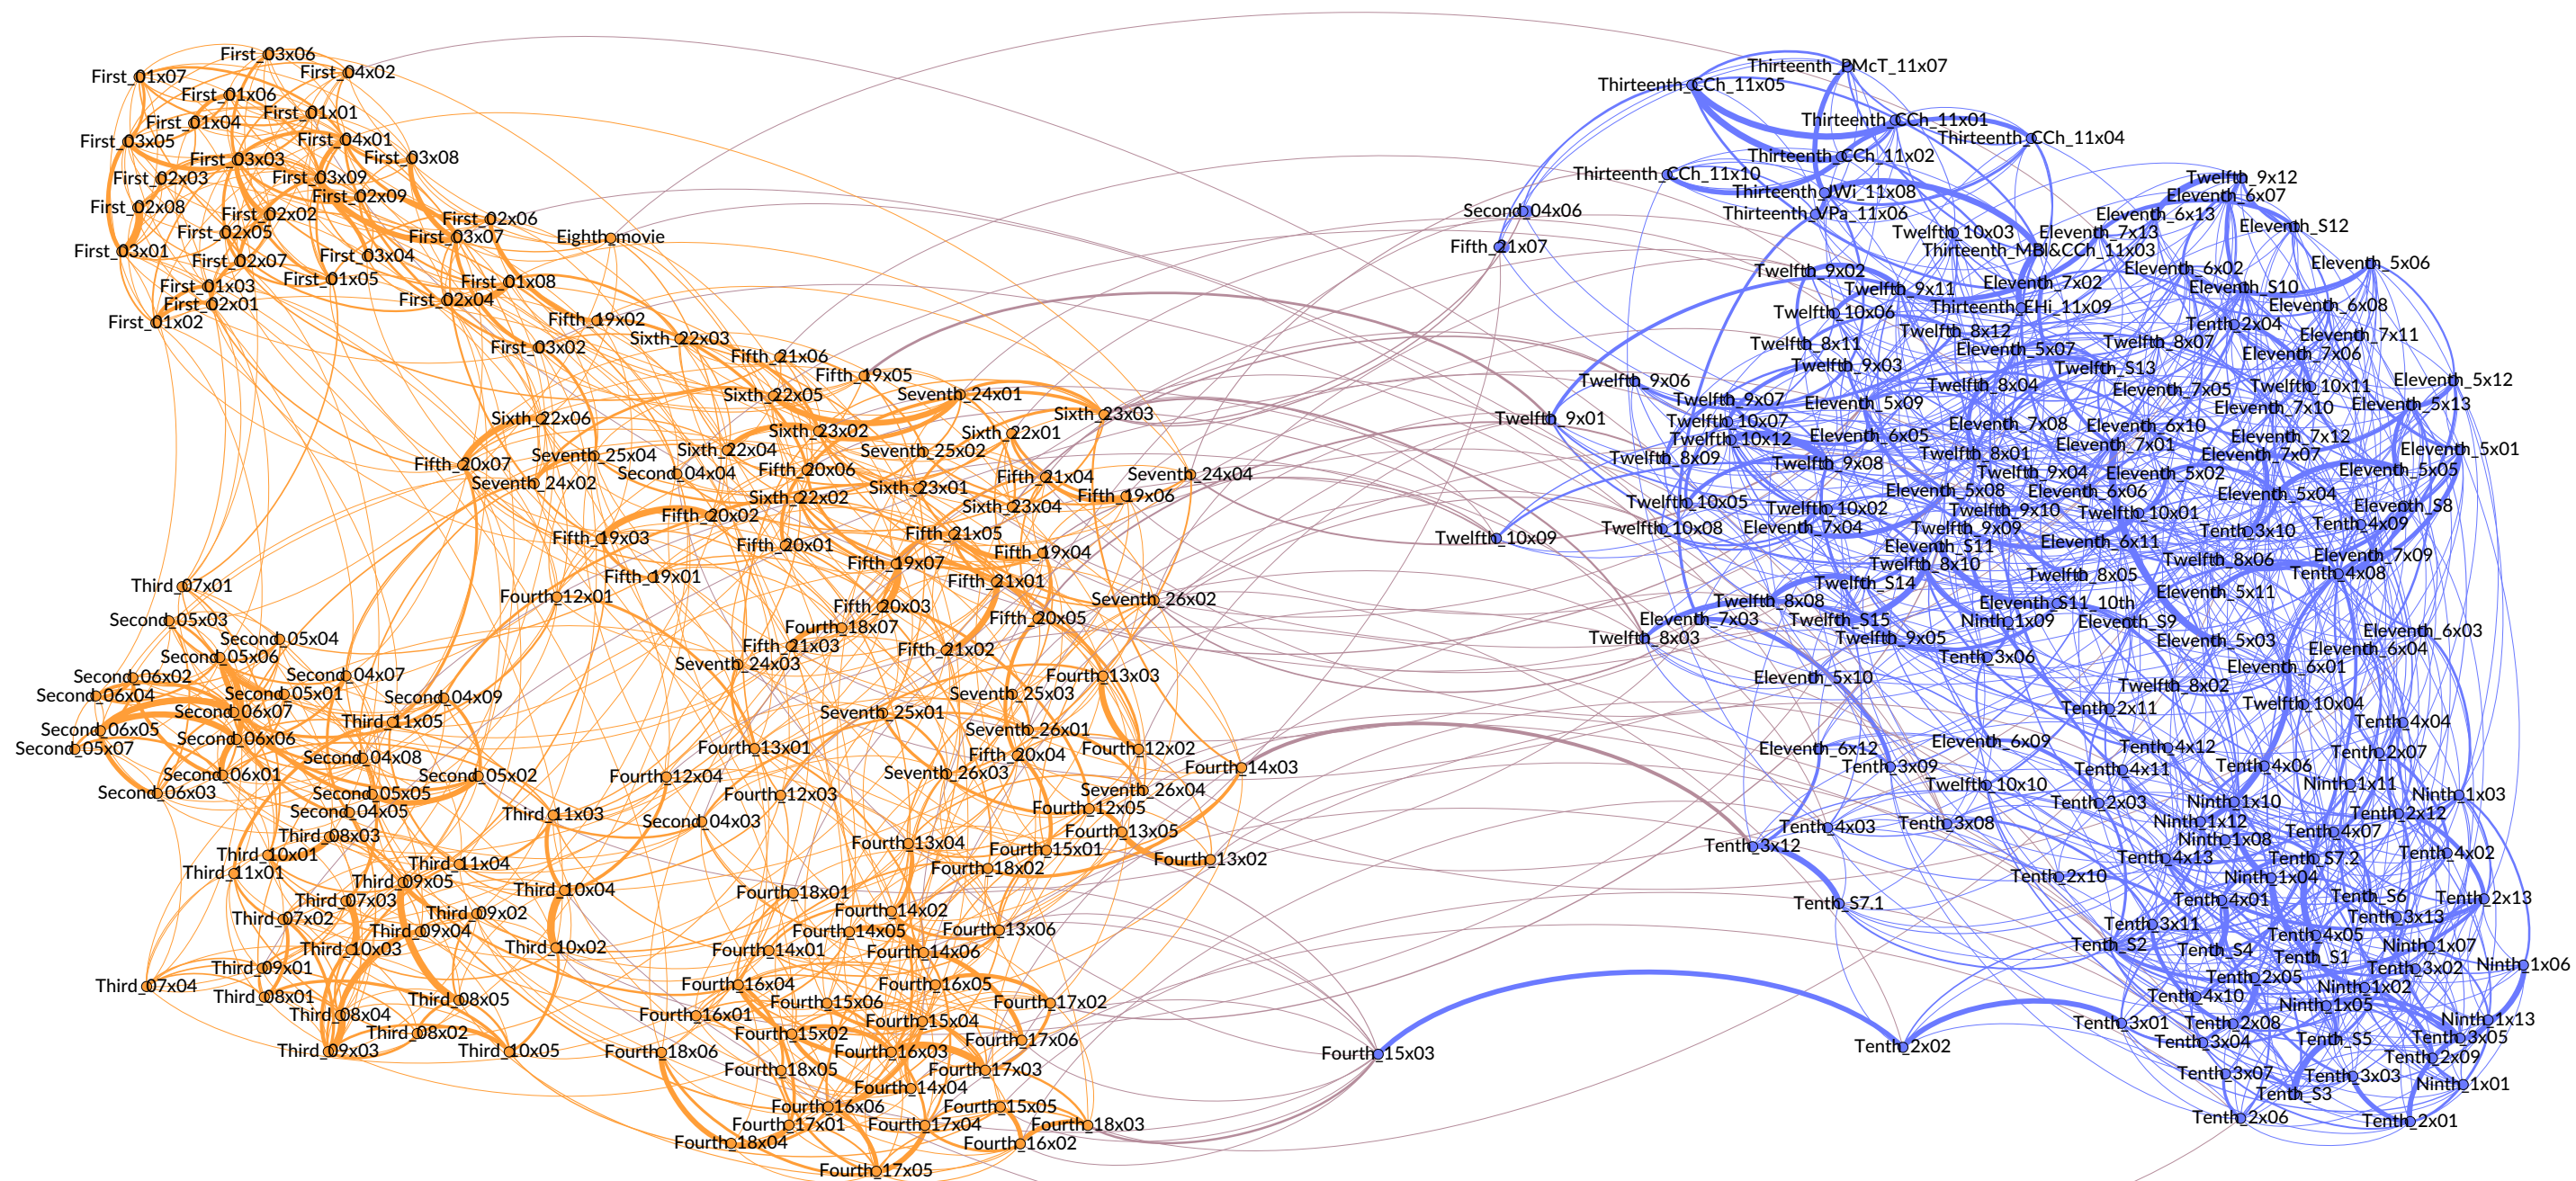 First_03x06
First_01x07
First_04x02
First_01x06
First_01x01
First_01x04
First_03x05
First_04x01
First_03x03
First_03x08
First_02x03
First_03x09
First_02x09
First_02x08
First_02x02
First_02x06
First_02x05
First_03x07
First_03x01
First_03x04
First_02x07
First_01x05
First_01x03
First_01x08
First_02x01
First_02x04
First_01x02
First_03x02
Eighth_movie
Fifth_19x02
Sixth_22x03
Fifth_21x06
Fifth_19x05
Sixth_22x05
Seventh_24x01
Sixth_23x03
Sixth_22x06
Sixth_23x02
Sixth_22x01
Sixth_22x04
Seventh_25x02
Seventh_25x04
Fifth_20x07
Second_04x04
Fifth_20x06
Seventh_24x02
Fifth_21x04
Seventh_24x04
Sixth_22x02
Sixth_23x01
Fifth_19x06
Sixth_23x04
Fifth_20x02
Fifth_19x03
Fifth_20x01
Fifth_21x05
Fifth_19x04
Fifth_19x07
Fifth_21x01
Fifth_19x01
Fourth_12x01
Seventh_26x02
Fifth_20x03
Fifth_20x05
Fourth_18x07
Fifth_21x03
Fifth_21x02
Seventh_24x03
Fourth_13x03
Seventh_25x03
Seventh_25x01
Seventh_26x01
Fourth_13x01
Fifth_20x04
Fourth_12x02
Fourth_14x03
Seventh_26x03
Fourth_12x04
Fourth_12x03
Seventh_26x04
Fourth_12x05
Second_04x03
Fourth_13x05
Fourth_13x04
Fourth_15x01
Fourth_13x02
Fourth_18x02
Fourth_18x01
Fourth_14x02
Fourth_14x05
Fourth_13x06
Fourth_14x01
Fourth_14x06
Fourth_16x04
Fourth_16x05
Fourth_15x06
Fourth_17x02
Fourth_16x01
Fourth_15x04
Fourth_15x02
Fourth_17x06
Fourth_18x06
Fourth_16x03
Fourth_18x05
Fourth_17x03
Fourth_14x04
Fourth_16x06
Fourth_15x05
Fourth_17x01
Fourth_17x04
Fourth_18x03
Fourth_18x04
Fourth_16x02
Fourth_17x05
Fourth_15x03
Third_07x01
Second_05x03
Second_05x04
Second_05x06
Second_06x02
Second_04x07
Second_06x04
Second_05x01
Second_04x09
Second_06x07
Third_11x05
Second_06x05
Second_06x06
Second_05x07
Second_04x08
Second_06x01
Second_05x02
Second_06x03
Second_05x05
Second_04x05
Third_11x03
Third_08x03
Third_10x01
Third_11x04
Third_11x01
Third_09x05
Third_10x04
Third_07x03
Third_07x02
Third_09x02
Third_09x04
Third_10x03
Third_10x02
Third_09x01
Third_07x04
Third_08x01
Third_08x05
Third_08x04
Third_08x02
Third_09x03
Third_10x05
Thirteenth_PMcT_11x07
Thirteenth_CCh_11x05
Thirteenth_CCh_11x01
Thirteenth_CCh_11x04
Thirteenth_CCh_11x02
Thirteenth_CCh_11x10
Thirteenth_JWi_11x08
Second_04x06
Thirteenth_VPa_11x06
Fifth_21x07
Twelfth_9x12
Eleventh_6x07
Eleventh_6x13
Eleventh_S12
Twelfth_10x03
Eleventh_7x13
Thirteenth_MBl&CCh_11x03
Eleventh_5x06
Twelfth_9x02
Eleventh_6x02
Eleventh_7x02
Twelfth_9x11
Eleventh_S10
Thirteenth_EHi_11x09
Eleventh_6x08
Twelfth_10x06
Tenth_2x04
Twelfth_8x12
Eleventh_7x11
Twelfth_8x11
Eleventh_5x07
Twelfth_8x07
Eleventh_7x06
Twelfth_9x03
Twelfth_S13
Twelfth_9x06
Twelfth_8x04
Eleventh_7x05
Twelfth_10x11
Eleventh_5x12
Twelfth_9x07
Eleventh_5x09
Eleventh_7x10
Eleventh_5x13
Twelfth_9x01
Twelfth_10x07
Eleventh_7x08
Eleventh_6x10
Twelfth_10x12
Eleventh_6x05
Eleventh_7x01
Eleventh_7x12
Eleventh_5x01
Twelfth_8x09
Twelfth_9x08
Twelfth_8x01
Eleventh_7x07
Twelfth_9x04
Eleventh_5x02
Eleventh_5x05
Eleventh_5x08
Eleventh_6x06
Eleventh_5x04
Twelfth_10x05
Twelfth_10x02
Twelfth_9x10
Twelfth_10x01
Eleventh_S8
Twelfth_10x08
Eleventh_7x04
Twelfth_9x09
Tenth_3x10
Tenth_4x09
Twelfth_10x09
Eleventh_S11
Eleventh_6x11
Twelfth_8x10
Twelfth_8x06
Eleventh_7x09
Twelfth_S14
Twelfth_8x05
Tenth_4x08
Twelfth_8x08
Eleventh_S11_10th
Eleventh_5x11
Eleventh_7x03
Twelfth_S15
Ninth_1x09
Eleventh_S9
Twelfth_8x03
Twelfth_9x05
Eleventh_5x03
Eleventh_6x03
Eleventh_6x04
Tenth_3x06
Eleventh_6x01
Eleventh_5x10
Twelfth_8x02
Tenth_2x11
Twelfth_10x04
Tenth_4x04
Eleventh_6x12
Eleventh_6x09
Tenth_4x12
Tenth_2x07
Tenth_3x09
Tenth_4x11
Tenth_4x06
Twelfth_10x10
Ninth_1x11
Ninth_1x03
Tenth_2x03
Ninth_1x10
Tenth_2x12
Tenth_4x03
Tenth_3x08
Ninth_1x12
Tenth_4x07
Tenth_3x12
Ninth_1x08
Tenth_4x13
Tenth_S7.2
Tenth_4x02
Tenth_2x10
Ninth_1x04
Tenth_S7.1
Tenth_4x01
Tenth_S6
Tenth_2x13
Tenth_3x11
Tenth_3x13
Tenth_4x05
Tenth_S2
Tenth_S4
Tenth_S1
Ninth_1x07
Tenth_2x05
Tenth_3x02
Ninth_1x06
Tenth_4x10
Ninth_1x02
Ninth_1x05
Tenth_3x01
Tenth_2x08
Ninth_1x13
Tenth_2x02
Tenth_3x04
Tenth_S5
Tenth_3x05
Tenth_2x09
Tenth_3x07
Tenth_3x03
Ninth_1x01
Tenth_S3
Tenth_2x06
Tenth_2x01